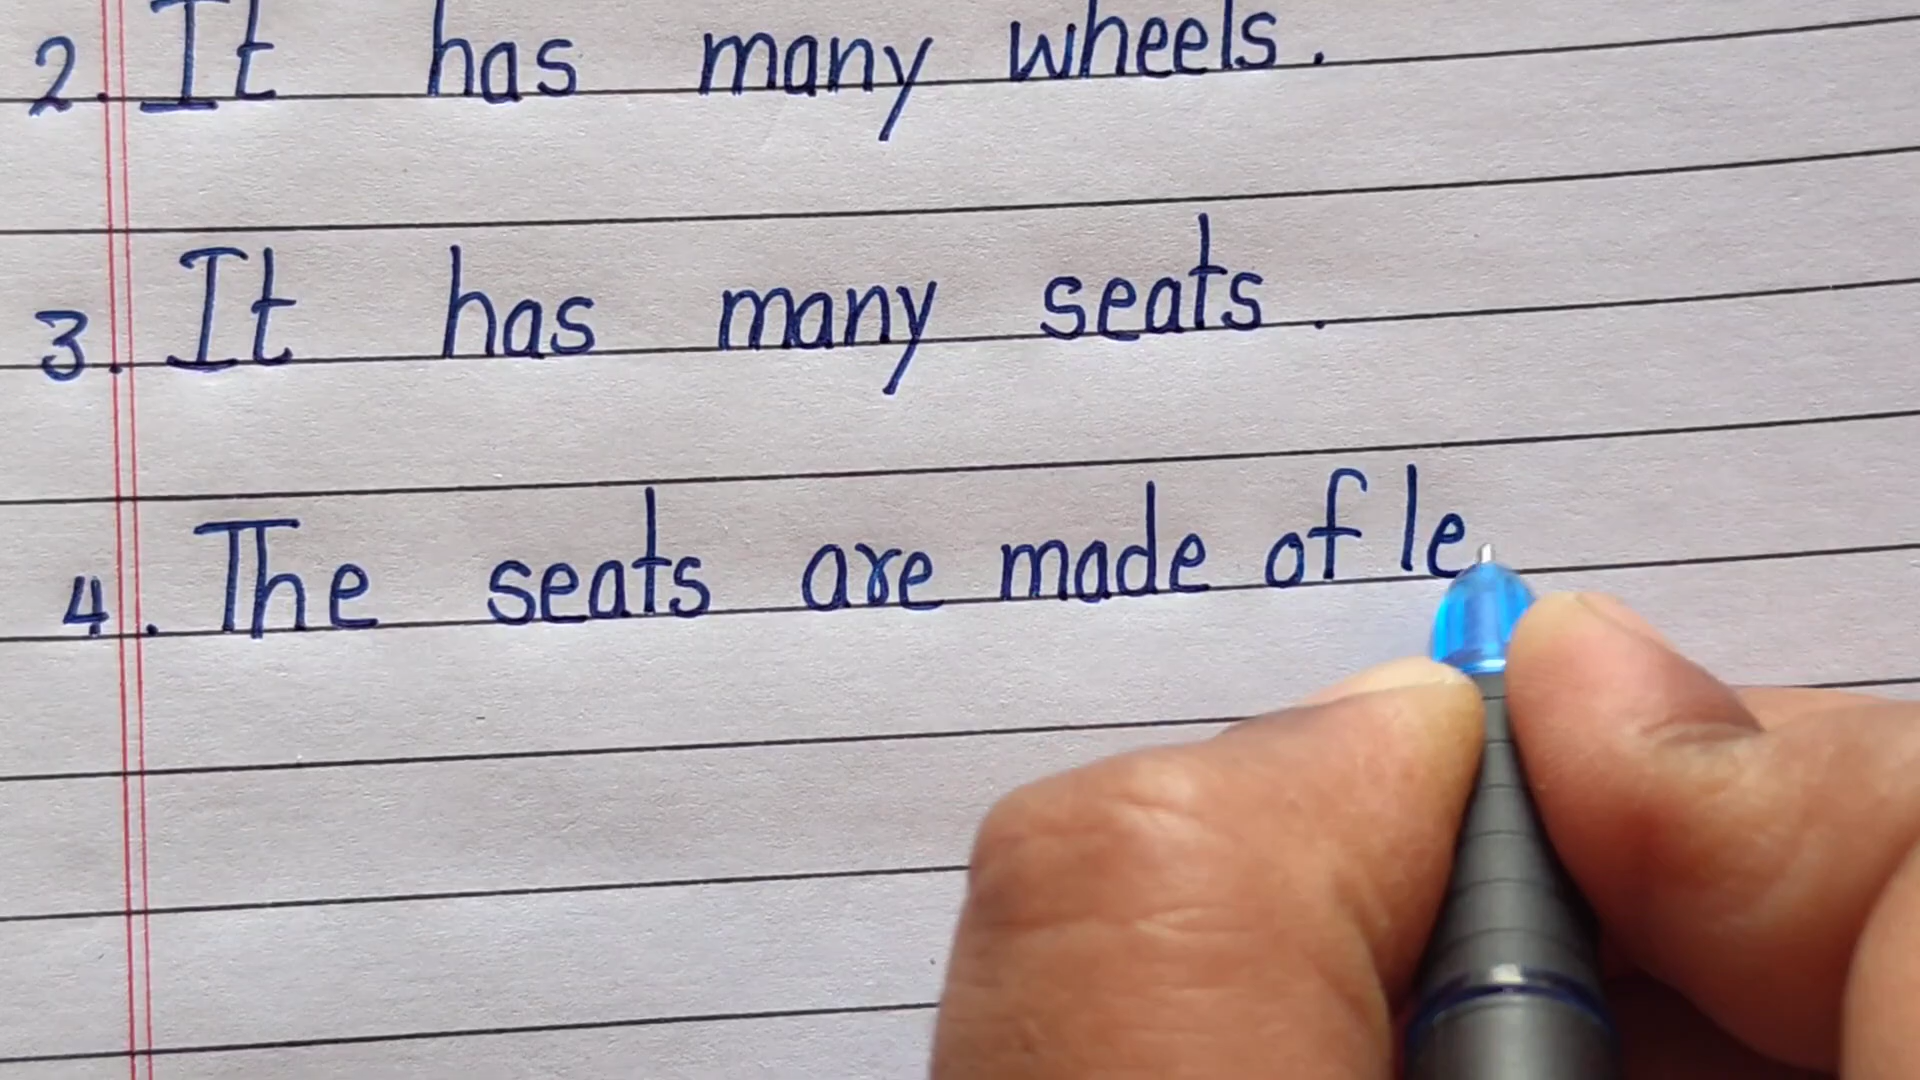 2. It has many wheels.
3. It has many seats.
4. The seats are made of le